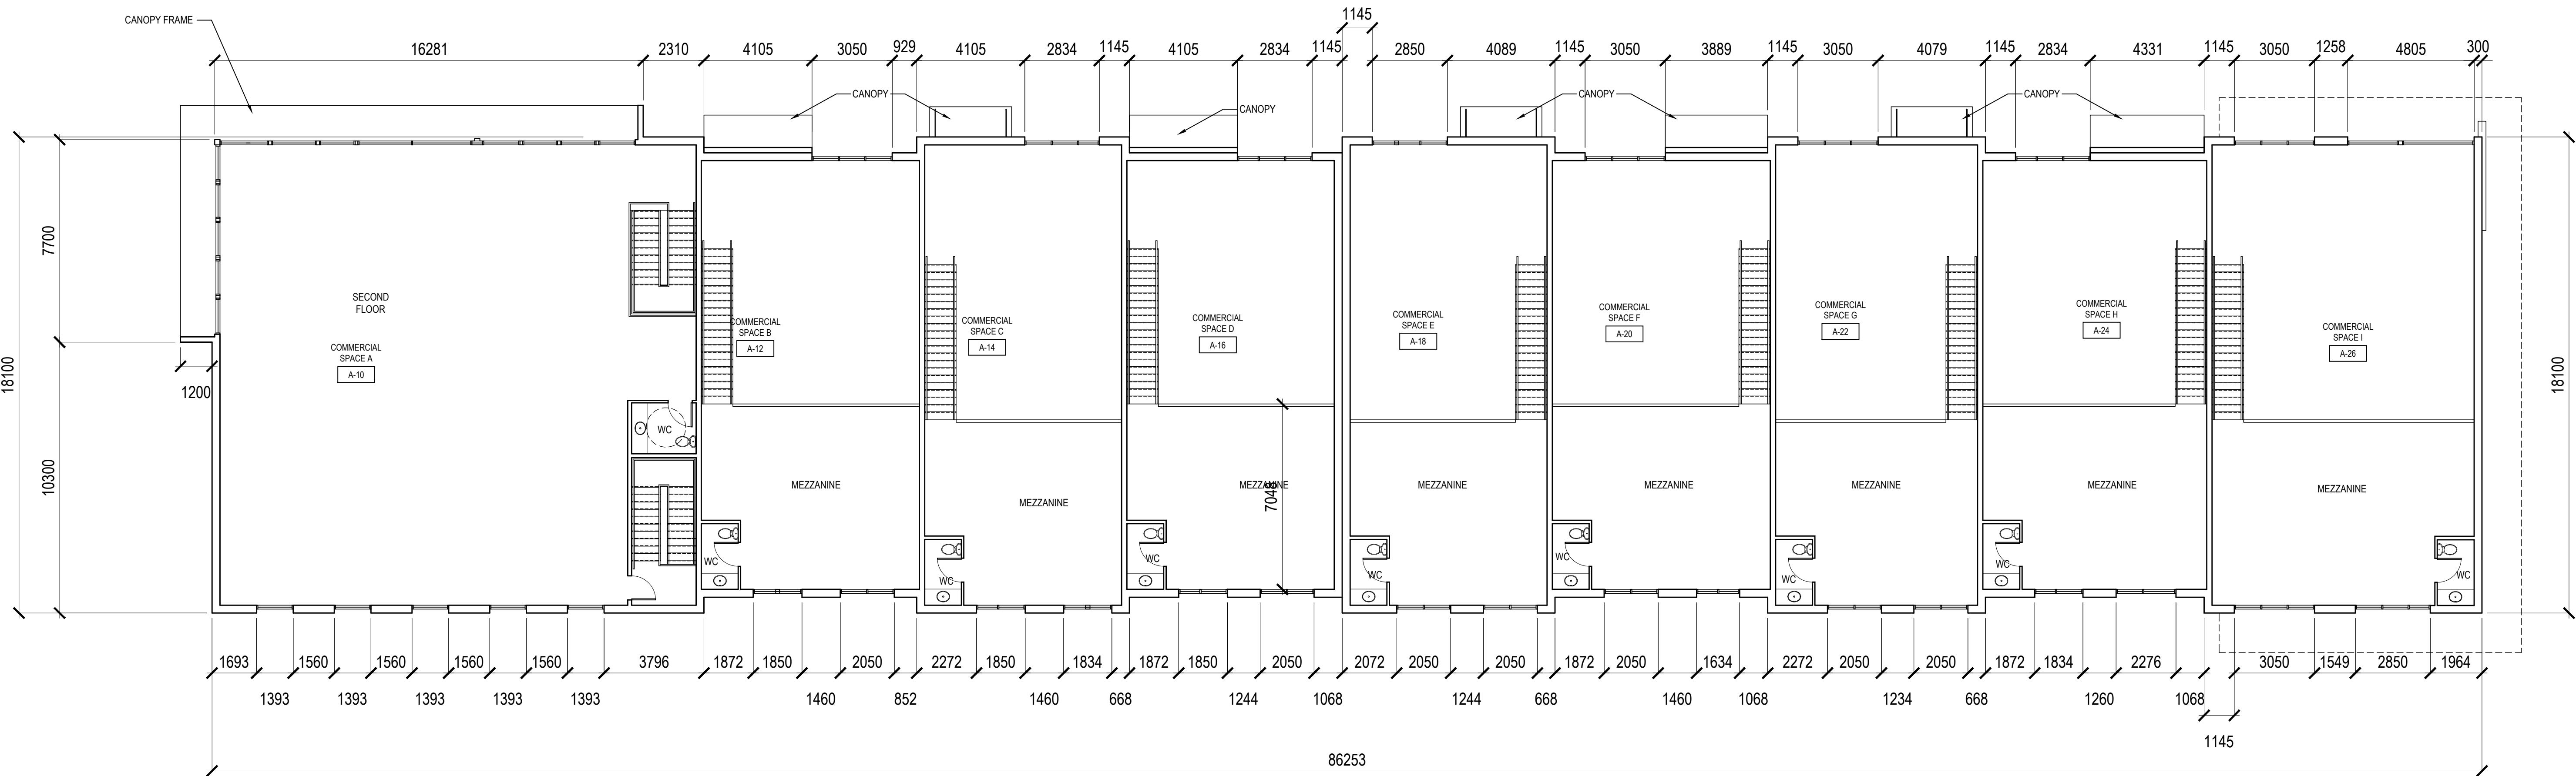 CANOPY FRAME
1145
16281 2310 4105 3050 929 4105 2834 1145 4105 2834 1145 2850 4089 1145 3050 3889 1145 3050 4079 1145 2834 4331 1145 3050 1258 4805 300
CANOPY CANOPY CANOPY CANOPY
7700
18100
18100
10300
1200
SECOND
FLOOR
COMMERCIAL
SPACE A
A-10
COMMERCIAL
SPACE B
A-12
COMMERCIAL
SPACE C
A-14
COMMERCIAL
SPACE D
A-16
COMMERCIAL
SPACE E
A-18
COMMERCIAL
SPACE F
A-20
COMMERCIAL
SPACE G
A-22
COMMERCIAL
SPACE H
A-24
COMMERCIAL
SPACE I
A-26
WC
MEZZANINE
MEZZANINE
MEZZANINE
7048
MEZZANINE
MEZZANINE
MEZZANINE
MEZZANINE
MEZZANINE
WC
WC
WC
WC
WC
WC
WC
WC
1693 1560 1560 1560 1560 3796 1872 1850 2050 2272 1850 1834 1872 1850 2050 2072 2050 2050 1872 2050 1634 2272 2050 2050 1872 1834 2276 3050 1549 2850 1964
1393 1393 1393 1393 1393 1460 852 1460 668 1244 1068 1244 668 1460 1068 1234 668 1260 1068
1145
86253